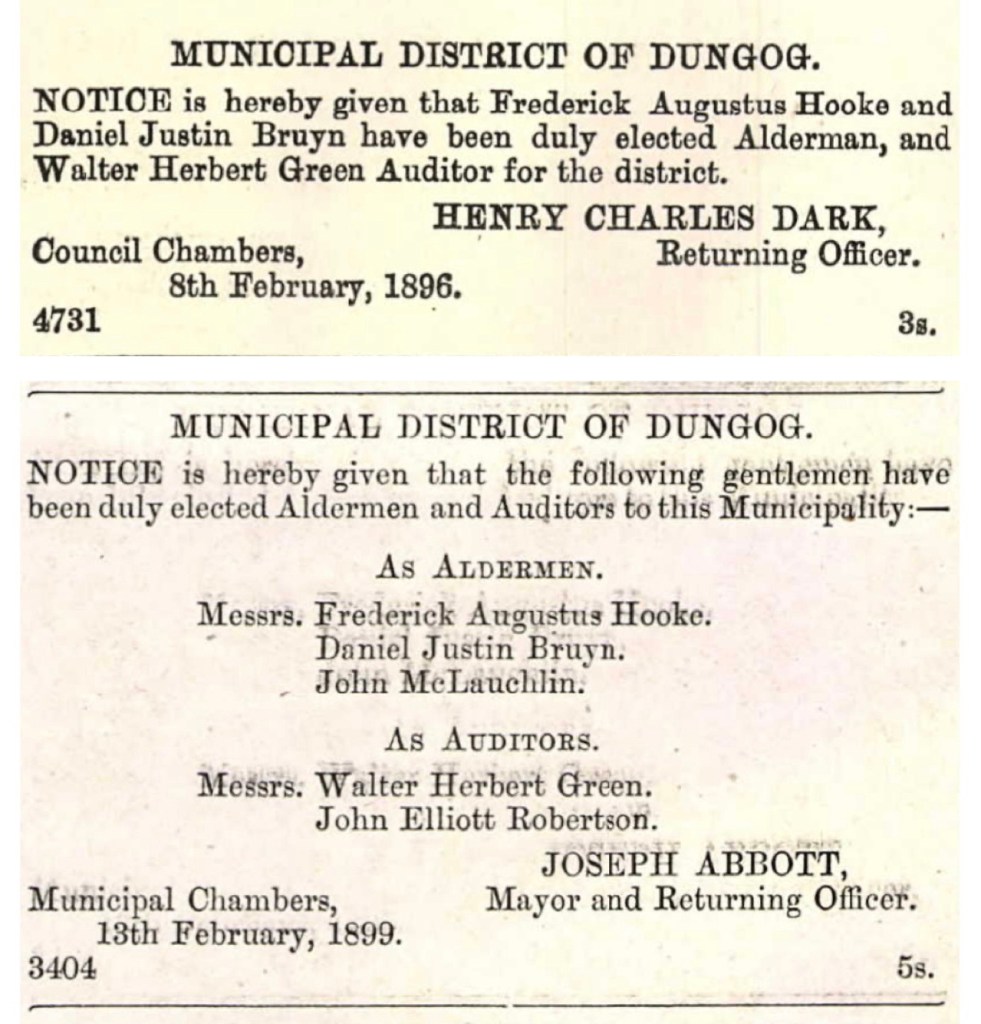 MUNICIPAL DISTRICT OF DUNGOG.
NOTICE is hereby given that Frederick Augustus Hooke and
Daniel Justin Bruyn have been duly elected Alderman, and
Walter Herbert Green Auditor for the district.
HENRY CHARLES DARK,
Council Chambers, Returning Officer.
8th February, 1896.
4731 3s.
MUNICIPAL DISTRICT OF DUNGOG.
NOTICE is hereby given that the following gentlemen have
been duly elected Aldermen and Auditors to this Municipality:—
As Aldermen.
Messrs. Frederick Augustus Hooke.
Daniel Justin Bruyn.
John McLauchlin.
As Auditors.
Messrs. Walter Herbert Green.
John Elliott Robertson.
JOSEPH ABBOTT,
Municipal Chambers, Mayor and Returning Officer.
13th February, 1899.
3404 5s.